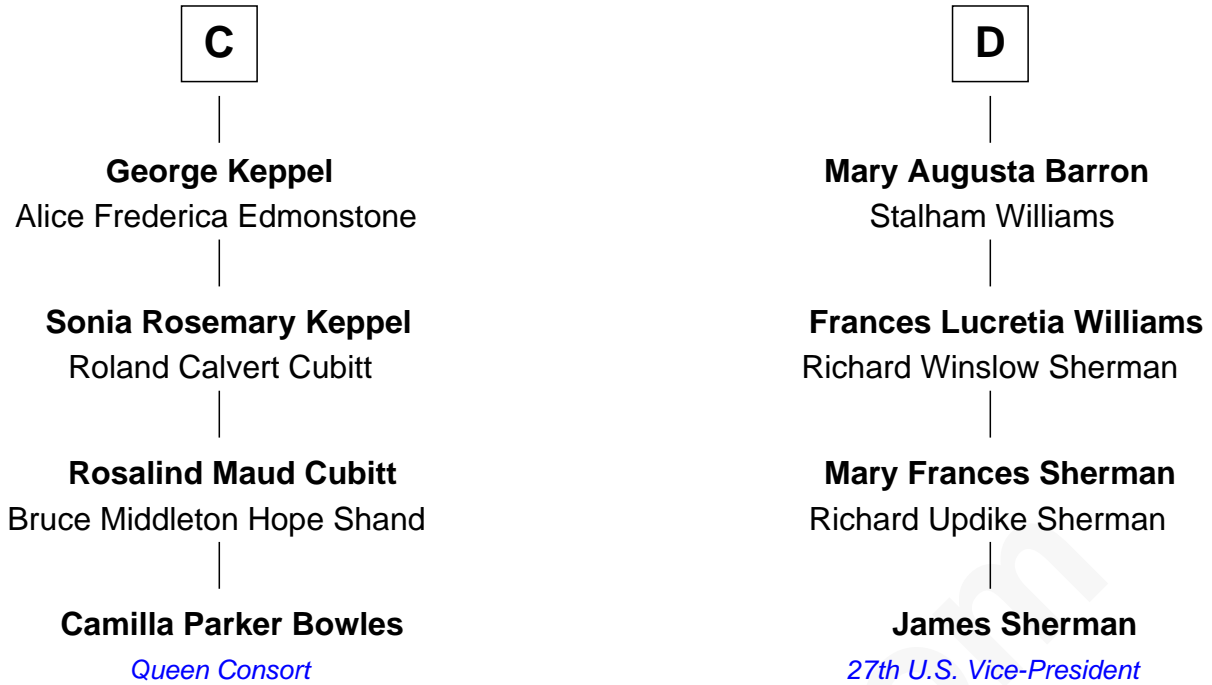 C
George Keppel
Alice Frederica Edmonstone
Sonia Rosemary Keppel
Roland Calvert Cubitt
Rosalind Maud Cubitt
Bruce Middleton Hope Shand
Camilla Parker Bowles
Queen Consort
D
Mary Augusta Barron
Stalham Williams
Frances Lucretia Williams
Richard Winslow Sherman
Mary Frances Sherman
Richard Updike Sherman
James Sherman
27th U.S. Vice-President